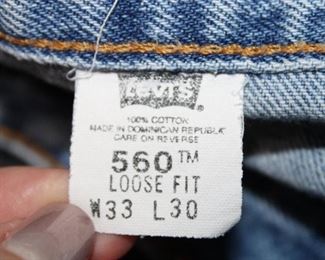 LEVI'S
100% COTTON
MADE IN DOMINICAN REPUBLIC
CARE ON REVERSE
560™
LOOSE FIT
W33 L30